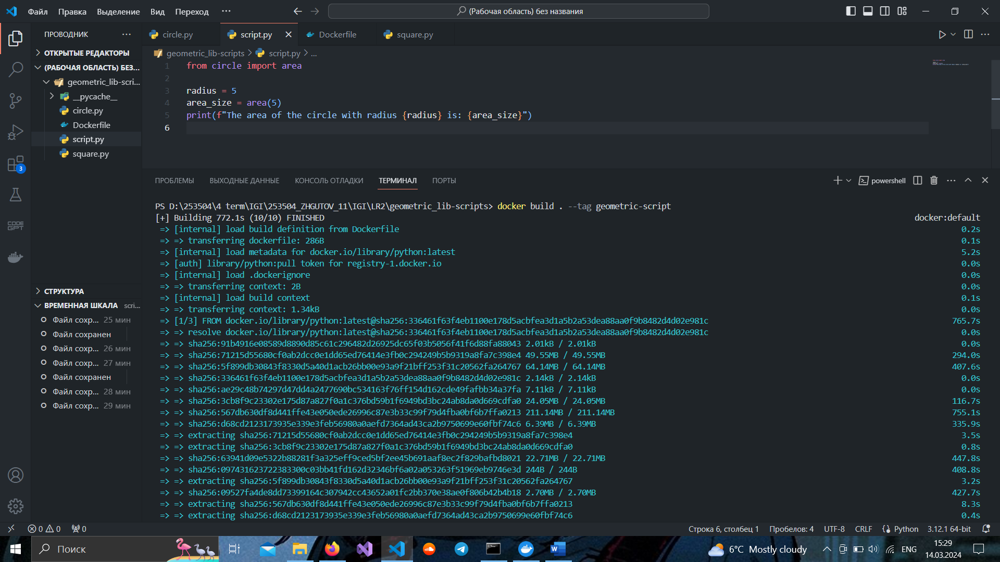 Файл Правка Выделение Вид Переход ···
(Рабочая область) без названия
ПРОВОДНИК ···
circle.py script.py Dockerfile square.py
ОТКРЫТЫЕ РЕДАКТОРЫ
(РАБОЧАЯ ОБЛАСТЬ) БЕЗ...
geometric_lib-scri...
__pycache__
circle.py
Dockerfile
script.py
square.py
СТРУКТУРА
ВРЕМЕННАЯ ШКАЛА scri...
Файл сохр... 25 мин
Файл сохранен
Файл сохр... 26 мин
Файл сохр... 27 мин
Файл сохранен
Файл сохр... 28 мин
Файл сохр... 29 мин
3
CODE
GPT
geometric_lib-scripts > script.py > ...
1 from circle import area
2
3 radius = 5
4 area_size = area(5)
5 print(f"The area of the circle with radius {radius} is: {area_size}")
6
ПРОБЛЕМЫ ВЫХОДНЫЕ ДАННЫЕ КОНСОЛЬ ОТЛАДКИ ТЕРМИНАЛ ПОРТЫ
powershell
PS D:\253504\4 term\IGI\253504_ZHGUTOV_11\IGI\LR2\geometric_lib-scripts> docker build . --tag geometric-script
[+] Building 772.1s (10/10) FINISHED docker:default
=> [internal] load build definition from Dockerfile 0.2s
=> => transferring dockerfile: 286B 0.1s
=> [internal] load metadata for docker.io/library/python:latest 5.2s
=> [auth] library/python:pull token for registry-1.docker.io 0.0s
=> [internal] load .dockerignore 0.0s
=> => transferring context: 2B 0.0s
=> [internal] load build context 0.1s
=> => transferring context: 1.34kB 0.0s
=> [1/3] FROM docker.io/library/python:latest@sha256:336461f63f4eb1100e178d5acbfea3d1a5b2a53dea88aa0f9b8482d4d02e981c 765.7s
=> => resolve docker.io/library/python:latest@sha256:336461f63f4eb1100e178d5acbfea3d1a5b2a53dea88aa0f9b8482d4d02e981c 0.0s
=> => sha256:91b4916e08589d8890d85c61c296482d26925dc65f03b5056f41f6d88fa88043 2.01kB / 2.01kB 0.0s
=> => sha256:71215d55680cf0ab2dcc0e1dd65ed76414e3fb0c294249b5b9319a8fa7c398e4 49.55MB / 49.55MB 294.0s
=> => sha256:5f899db30843f8330d5a40d1acb26bb00e93a9f21bff253f31c20562fa264767 64.14MB / 64.14MB 407.6s
=> => sha256:336461f63f4eb1100e178d5acbfea3d1a5b2a53dea88aa0f9b8482d4d02e981c 2.14kB / 2.14kB 0.0s
=> => sha256:ae29c48b74297d47dd4a2477690bc534163f76ff154d162cde49fafbb34a37fa 7.11kB / 7.11kB 0.0s
=> => sha256:3cb8f9c23302e175d87a827f0a1c376bd59b1f6949bd3bc24ab8da0d669cdfa0 24.05MB / 24.05MB 116.7s
=> => sha256:567db630df8d441ffe43e050ede26996c87e3b33c99f79d4fba0bf6b7ffa0213 211.14MB / 211.14MB 755.1s
=> => sha256:d68cd2123173935e339e3feb56980a0aefd7364ad43ca2b9750699e60fbf74c6 6.39MB / 6.39MB 335.9s
=> => extracting sha256:71215d55680cf0ab2dcc0e1dd65ed76414e3fb0c294249b5b9319a8fa7c398e4 3.5s
=> => extracting sha256:3cb8f9c23302e175d87a827f0a1c376bd59b1f6949bd3bc24ab8da0d669cdfa0 0.8s
=> => sha256:63941d09e5322b88281f3a325eff9ced5bf2ee45b691aaf8ec2f829bafbd8021 22.71MB / 22.71MB 447.8s
=> => sha256:097431623722383300c03bb41fd162d32346bf6a02a053263f51969eb9746e3d 244B / 244B 408.8s
=> => extracting sha256:5f899db30843f8330d5a40d1acb26bb00e93a9f21bff253f31c20562fa264767 3.2s
=> => sha256:09527fa4de8dd73399164c307942cc43652a01fc2bb370e38ae0f806b42b4b18 2.70MB / 2.70MB 427.7s
=> => extracting sha256:567db630df8d441ffe43e050ede26996c87e3b33c99f79d4fba0bf6b7ffa0213 8.3s
=> => extracting sha256:d68cd2123173935e339e3feb56980a0aefd7364ad43ca2b9750699e60fbf74c6 0.4s
0 0 0 Строка 6, столбец 1 Пробелов: 4 UTF-8 CRLF Python 3.12.1 64-bit
Поиск
6°C Mostly cloudy ENG
15:29
14.03.2024